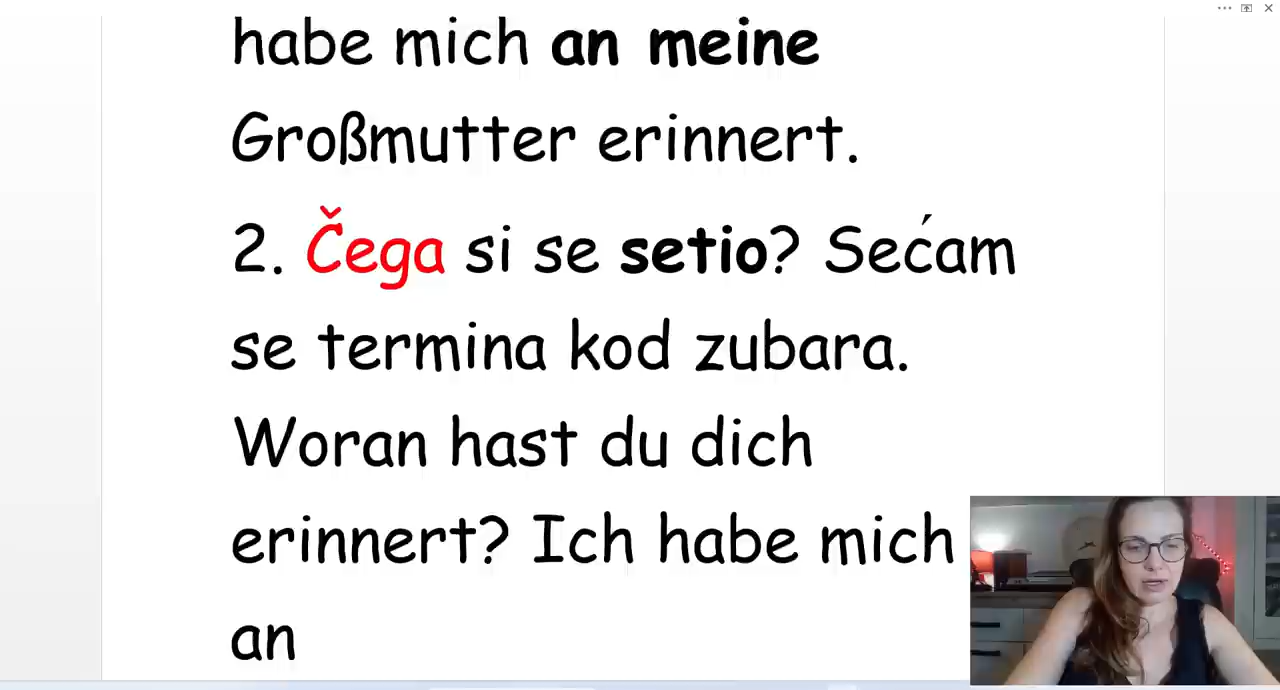 habe mich an meine
Großmutter erinnert.
2. Čega si se setio? Sećam
se termina kod zubara.
Woran hast du dich
erinnert? Ich habe mich
an